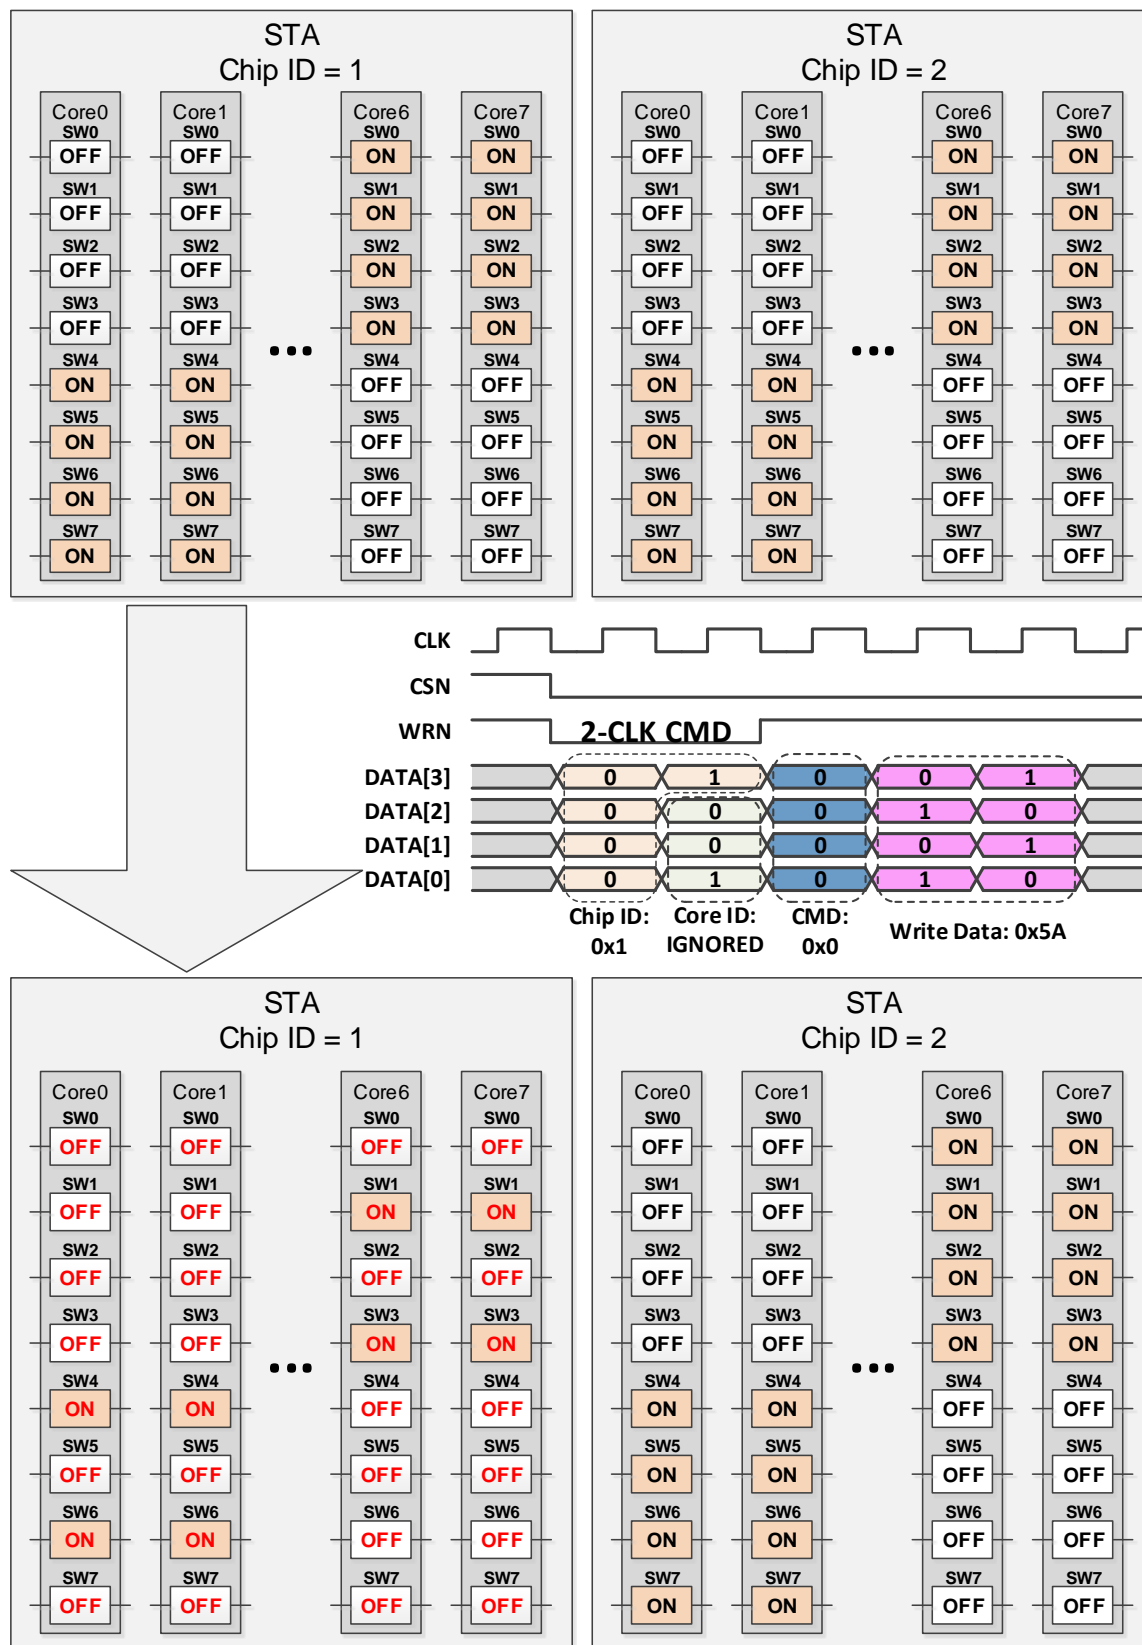 STA
Chip ID = 1
Core0 Core1 Core6 Core7
SW0 SW0 SW0 SW0
OFF OFF ON ON
SW1 SW1 SW1 SW1
OFF OFF ON ON
SW2 SW2 SW2 SW2
OFF OFF ON ON
SW3 SW3 SW3 SW3
OFF OFF ON ON
...
SW4 SW4 SW4 SW4
ON ON OFF OFF
SW5 SW5 SW5 SW5
ON ON OFF OFF
SW6 SW6 SW6 SW6
ON ON OFF OFF
SW7 SW7 SW7 SW7
ON ON OFF OFF
STA
Chip ID = 2
Core0 Core1 Core6 Core7
SW0 SW0 SW0 SW0
OFF OFF ON ON
SW1 SW1 SW1 SW1
OFF OFF ON ON
SW2 SW2 SW2 SW2
OFF OFF ON ON
SW3 SW3 SW3 SW3
OFF OFF ON ON
...
SW4 SW4 SW4 SW4
ON ON OFF OFF
SW5 SW5 SW5 SW5
ON ON OFF OFF
SW6 SW6 SW6 SW6
ON ON OFF OFF
SW7 SW7 SW7 SW7
ON ON OFF OFF
CLK
CSN
WRN 2-CLK CMD
DATA[3] 0 1 0 0 1
DATA[2] 0 0 0 1 0
DATA[1] 0 0 0 0 1
DATA[0] 0 1 0 1 0
Chip ID:
0x1
Core ID:
IGNORED
CMD:
0x0
Write Data: 0x5A
STA
Chip ID = 1
Core0 Core1 Core6 Core7
SW0 SW0 SW0 SW0
OFF OFF OFF OFF
SW1 SW1 SW1 SW1
OFF OFF ON ON
SW2 SW2 SW2 SW2
OFF OFF OFF OFF
SW3 SW3 SW3 SW3
OFF OFF ON ON
...
SW4 SW4 SW4 SW4
ON ON OFF OFF
SW5 SW5 SW5 SW5
OFF OFF OFF OFF
SW6 SW6 SW6 SW6
ON ON OFF OFF
SW7 SW7 SW7 SW7
OFF OFF OFF OFF
STA
Chip ID = 2
Core0 Core1 Core6 Core7
SW0 SW0 SW0 SW0
OFF OFF ON ON
SW1 SW1 SW1 SW1
OFF OFF ON ON
SW2 SW2 SW2 SW2
OFF OFF ON ON
SW3 SW3 SW3 SW3
OFF OFF ON ON
...
SW4 SW4 SW4 SW4
ON ON OFF OFF
SW5 SW5 SW5 SW5
ON ON OFF OFF
SW6 SW6 SW6 SW6
ON ON OFF OFF
SW7 SW7 SW7 SW7
ON ON OFF OFF